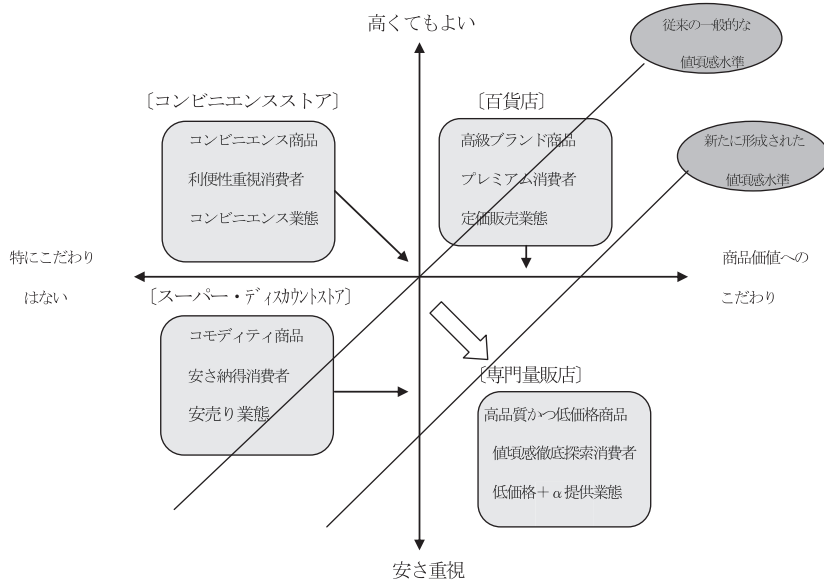 高くてもよい
従来の一般的な
値頃感水準
〔コンビニエンスストア〕
コンビニエンス商品
利便性重視消費者
コンビニエンス業態
〔百貨店〕
高級ブランド商品
プレミアム消費者
定価販売業態
新たに形成された
値頃感水準
特にこだわり
はない
商品価値への
こだわり
〔スーパー・ディスカウントストア〕
コモディティ商品
安さ納得消費者
安売り業態
〔専門量販店〕
高品質かつ低価格商品
値頃感徹底探索消費者
低価格+α提供業態
安さ重視